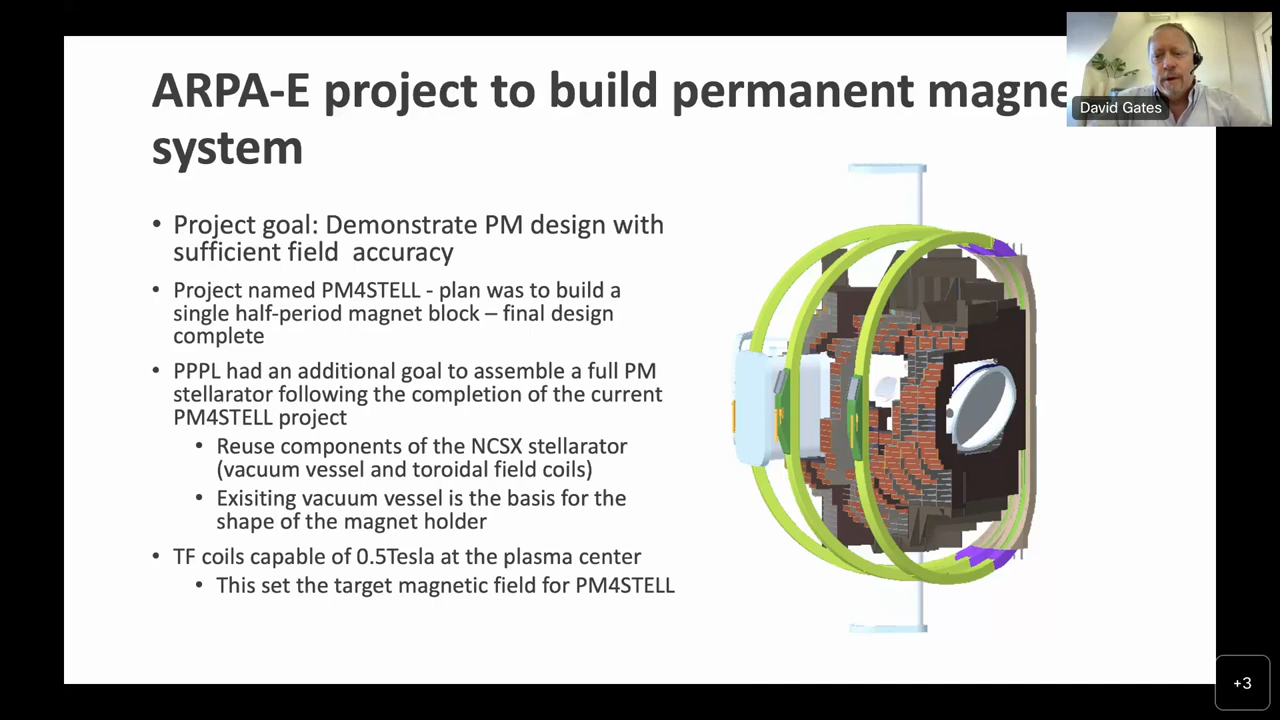 ARPA-E project to build permanent magne
system
David Gates
• Project goal: Demonstrate PM design with
sufficient field accuracy
• Project named PM4STELL - plan was to build a
single half-period magnet block – final design
complete
• PPPL had an additional goal to assemble a full PM
stellarator following the completion of the current
PM4STELL project
• Reuse components of the NCSX stellarator
(vacuum vessel and toroidal field coils)
• Exisiting vacuum vessel is the basis for the
shape of the magnet holder
• TF coils capable of 0.5Tesla at the plasma center
• This set the target magnetic field for PM4STELL
+3